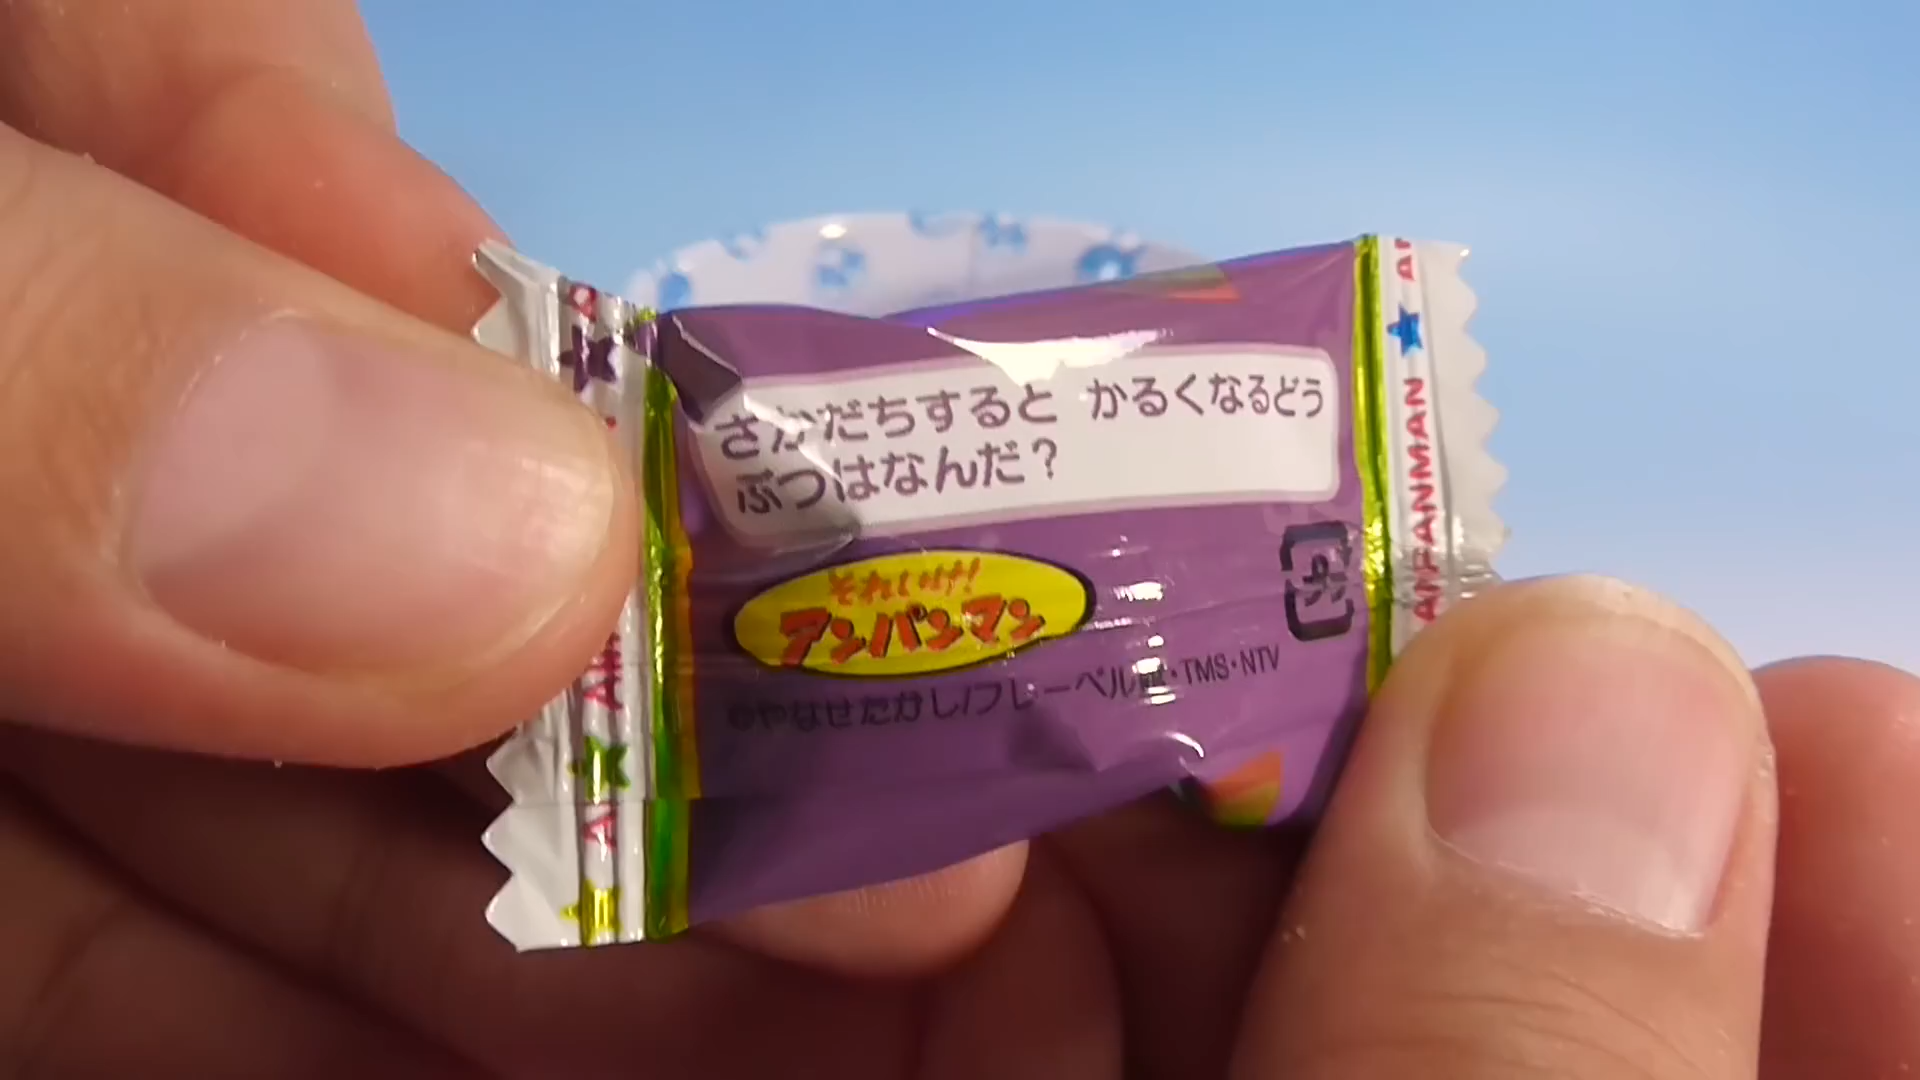 さかだちすると かるくなるどう
ぶつはなんだ？
それいけ!
アンパンマン
©やなせたかし/フレーベル館・TMS・NTV
プラ
ANPANMAN